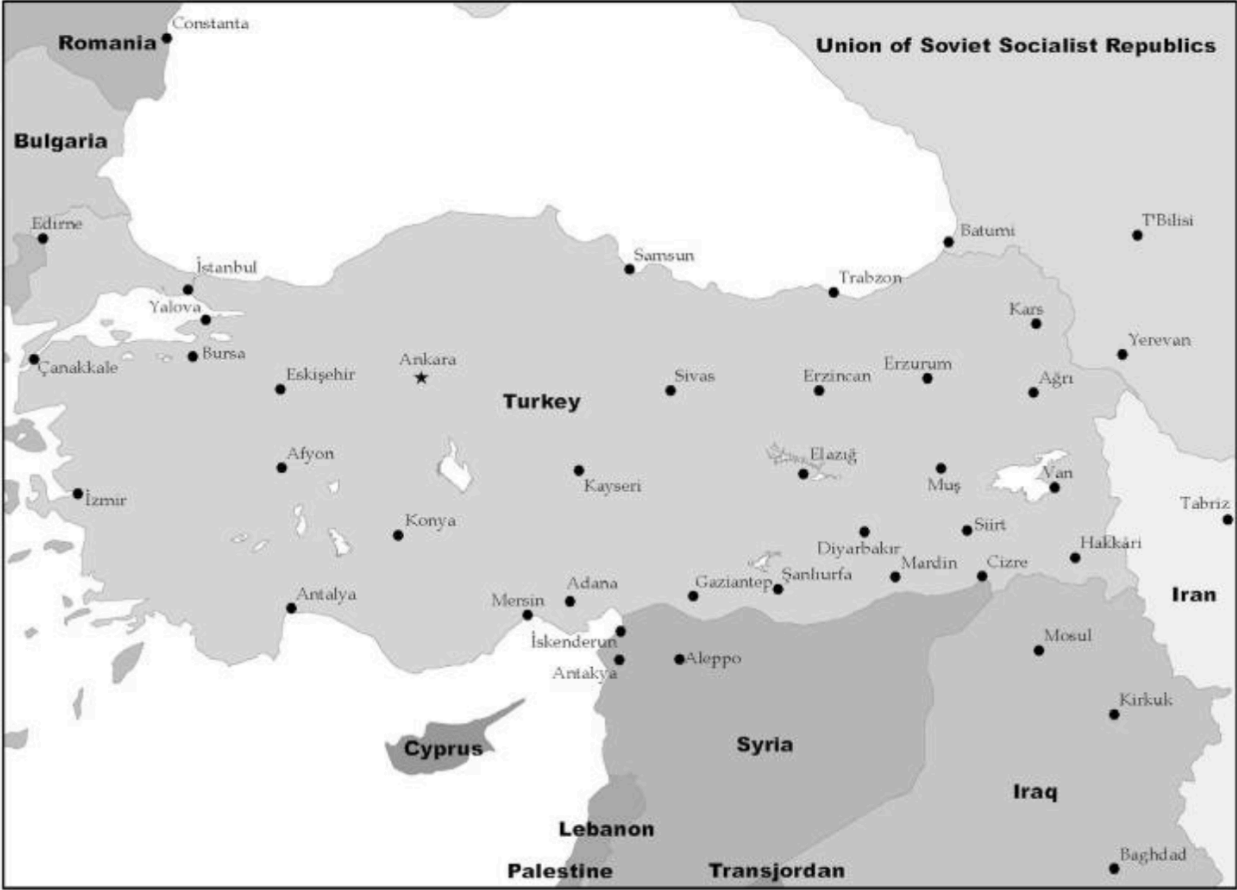 Constanta
Romania
Union of Soviet Socialist Republics
Bulgaria
Edirne
T'Bilisi
Batumi
Samsun
İstanbul
Trabzon
Yalova
Kars
Yerevan
Bursa
Ankara
Çanakkale
Erzurum
Eskişehir
Sivas
Erzincan
Ağrı
Turkey
Afyon
Elazığ
Van
Kayseri
Muş
İzmir
Tabriz
Konya
Siirt
Diyarbakır
Hakkâri
Mardin
Cizre
Şanlıurfa
Gaziantep
Adana
Antalya
Mersin
Iran
Mosul
İskenderun
Aleppo
Antakya
Kirkuk
Cyprus
Syria
Iraq
Lebanon
Baghdad
Palestine
Transjordan